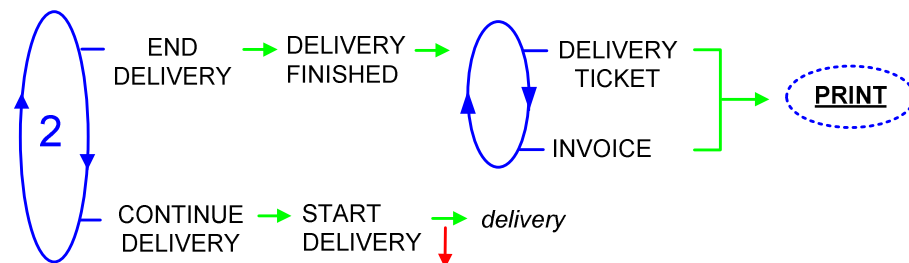 END
DELIVERY
DELIVERY
FINISHED
DELIVERY
TICKET
PRINT
2
INVOICE
CONTINUE
DELIVERY
START
DELIVERY
delivery